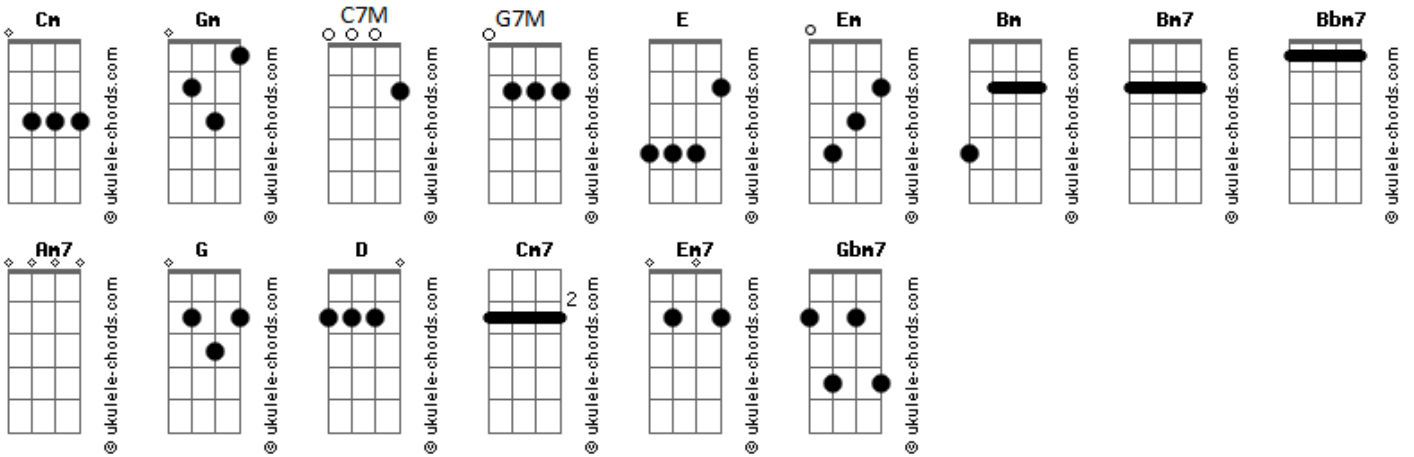 Cm Gm C7M G7M E Em Bm Bm7 Bbm7
© ukulele-chords.com © ukulele-chords.com © ukulele-chords.com © ukulele-chords.com © ukulele-chords.com © ukulele-chords.com © ukulele-chords.com © ukulele-chords.com © ukulele-chords.com
Am7 G D Cm7 Em7 Gbm7
2
© ukulele-chords.com © ukulele-chords.com © ukulele-chords.com © ukulele-chords.com © ukulele-chords.com © ukulele-chords.com